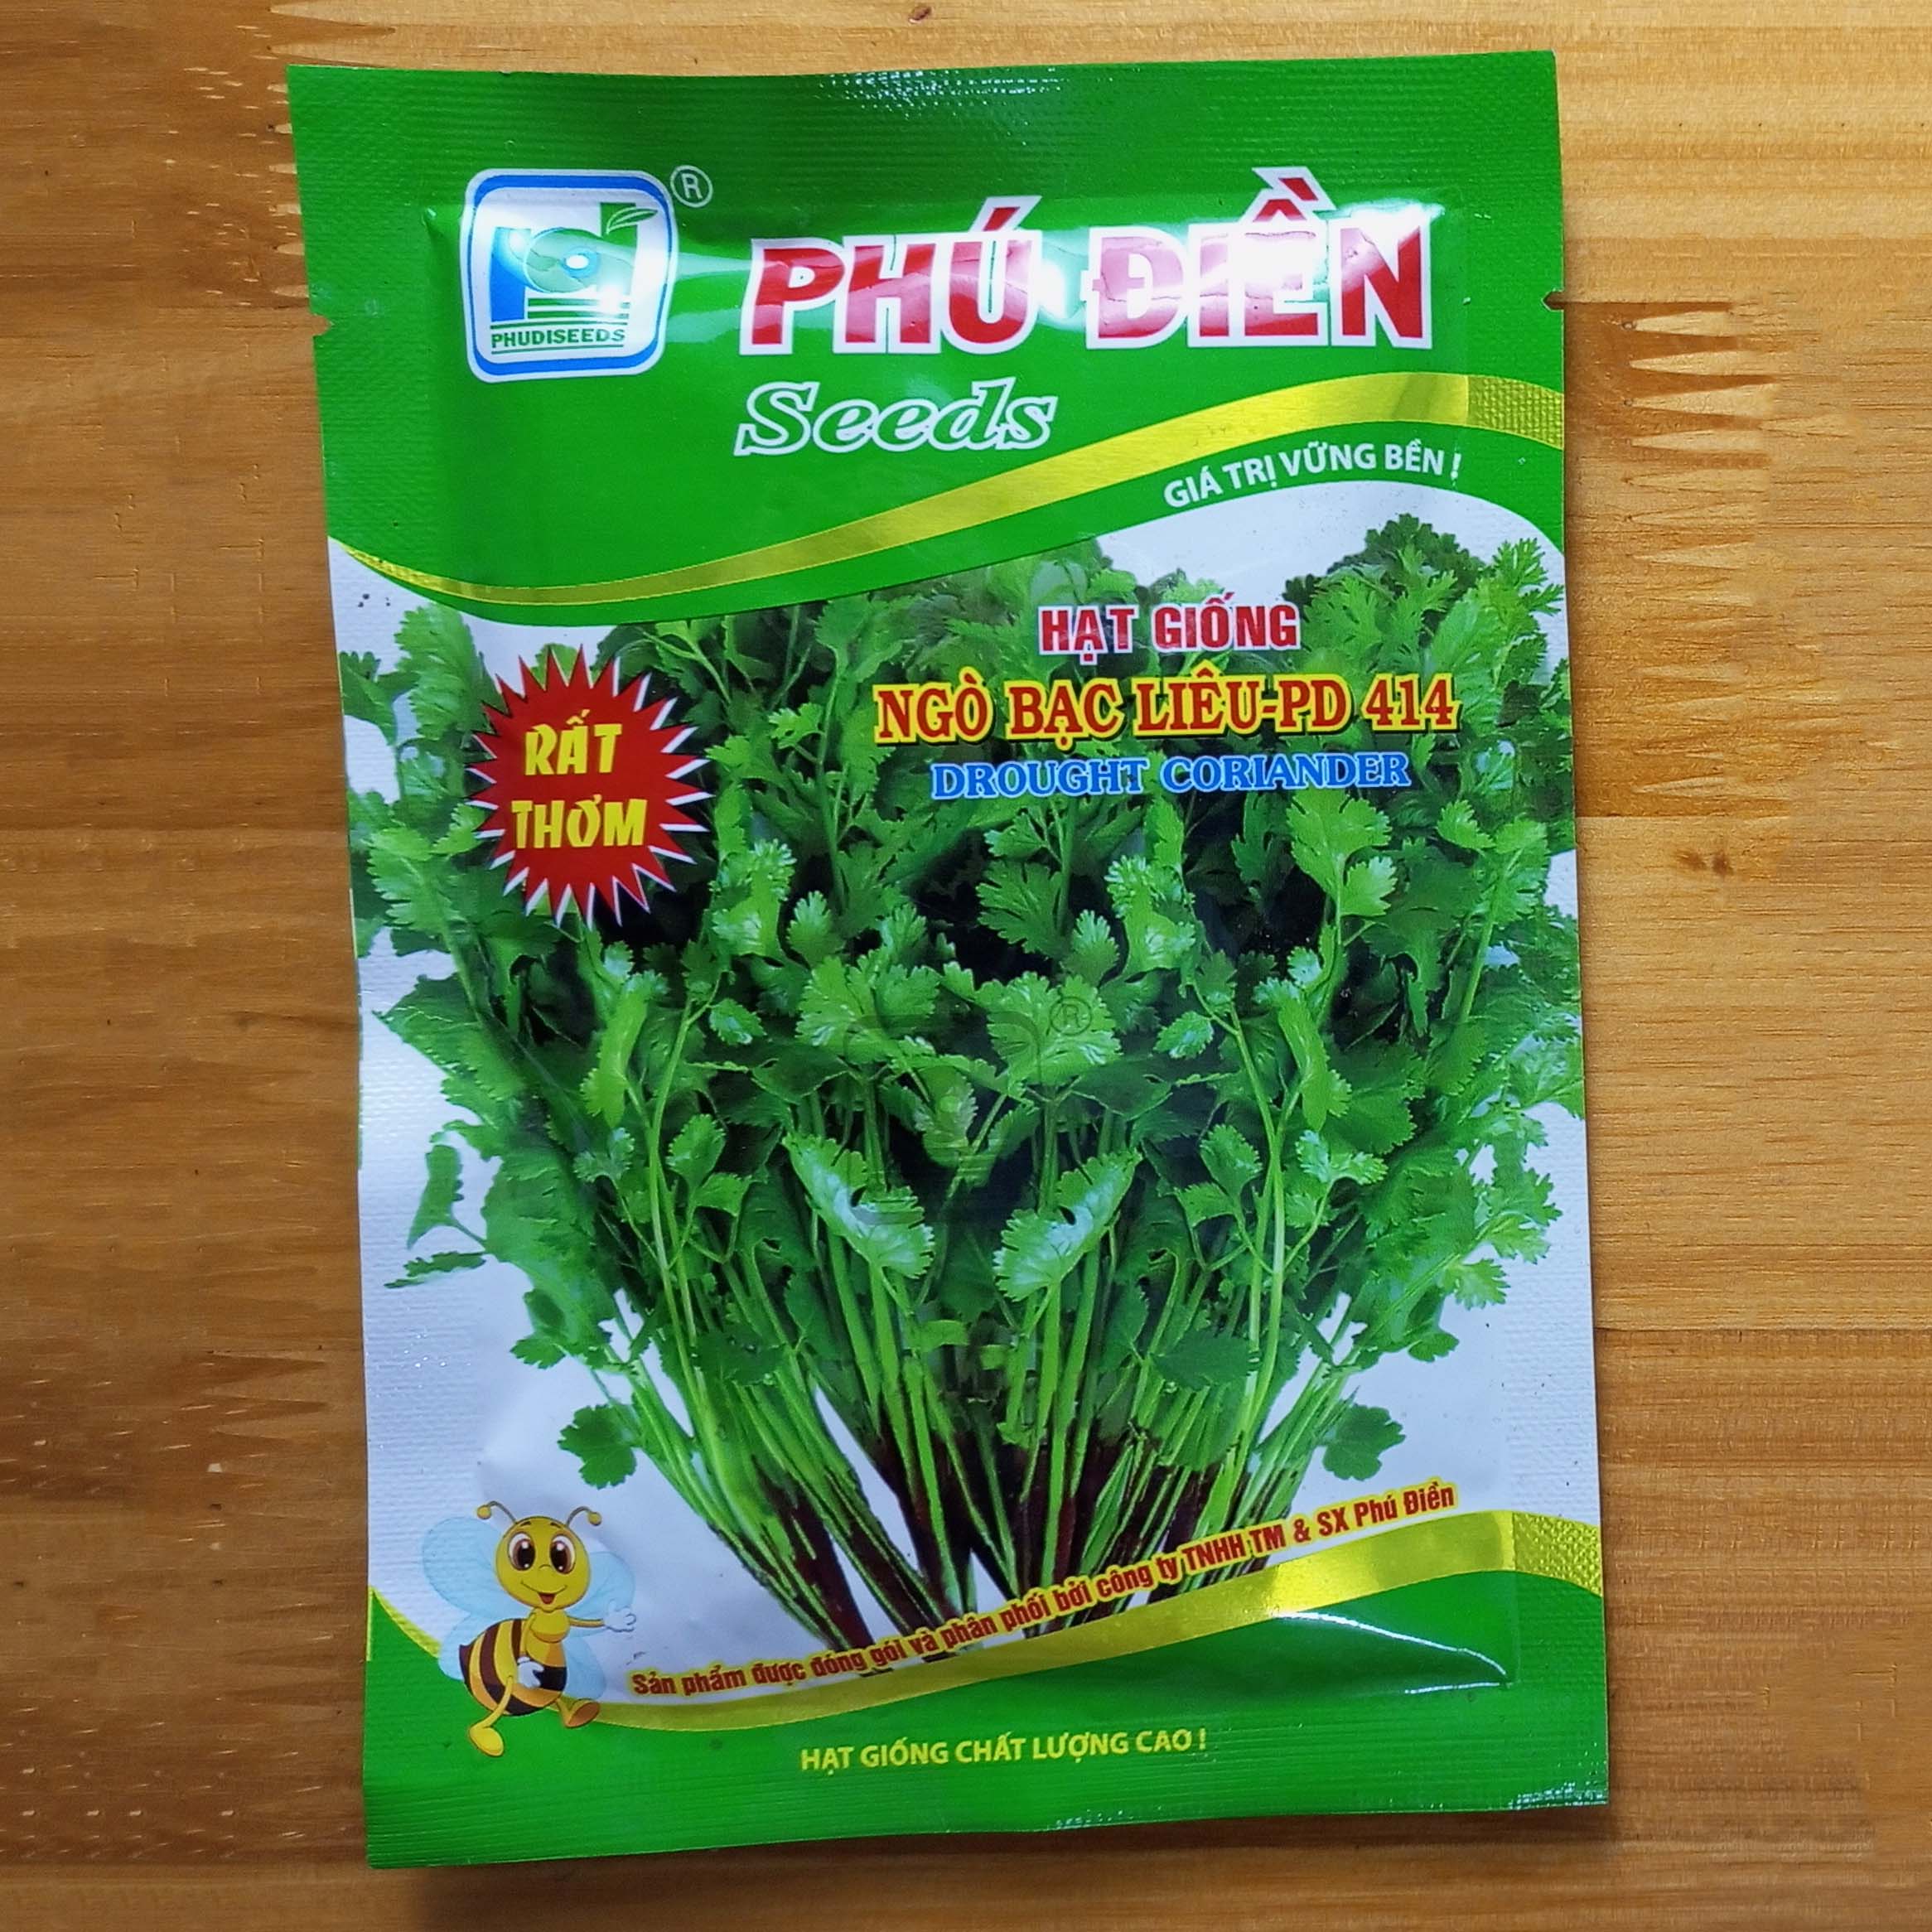 PHUDISEEDS
®
PHÚ ĐIỀN
Seeds
GIÁ TRỊ VỮNG BỀN !
HẠT GIỐNG
NGÒ BẠC LIÊU-PD 414
DROUGHT CORIANDER
RẤT
THƠM
®
Sản phẩm được đóng gói và phân phối bởi công ty TNHH TM & SX Phú Điền
HẠT GIỐNG CHẤT LƯỢNG CAO !